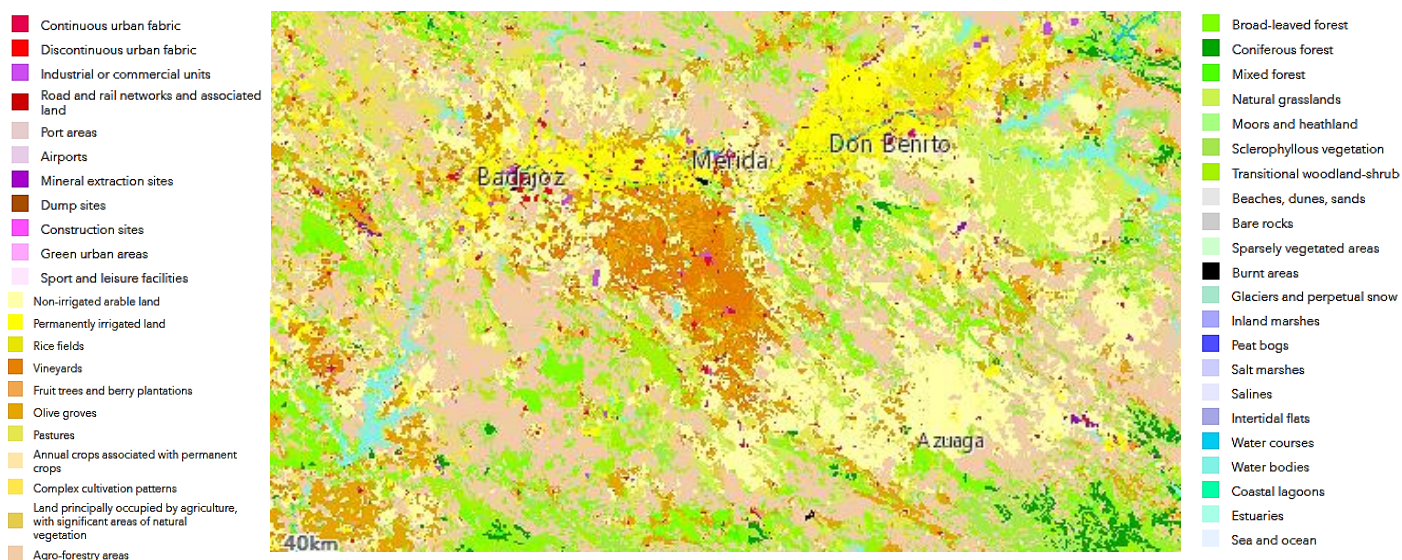 Continuous urban fabric
Discontinuous urban fabric
Industrial or commercial units
Road and rail networks and associated
land
Port areas
Airports
Mineral extraction sites
Dump sites
Construction sites
Green urban areas
Sport and leisure facilities
Non-irrigated arable land
Permanently irrigated land
Rice fields
Vineyards
Fruit trees and berry plantations
Olive groves
Pastures
Annual crops associated with permanent
crops
Complex cultivation patterns
Land principally occupied by agriculture,
with significant areas of natural
vegetation
Agro-forestry areas
Don Benito
Mérida
Badajoz
Azuaga
40km
Broad-leaved forest
Coniferous forest
Mixed forest
Natural grasslands
Moors and heathland
Sclerophyllous vegetation
Transitional woodland-shrub
Beaches, dunes, sands
Bare rocks
Sparsely vegetated areas
Burnt areas
Glaciers and perpetual snow
Inland marshes
Peat bogs
Salt marshes
Salines
Intertidal flats
Water courses
Water bodies
Coastal lagoons
Estuaries
Sea and ocean